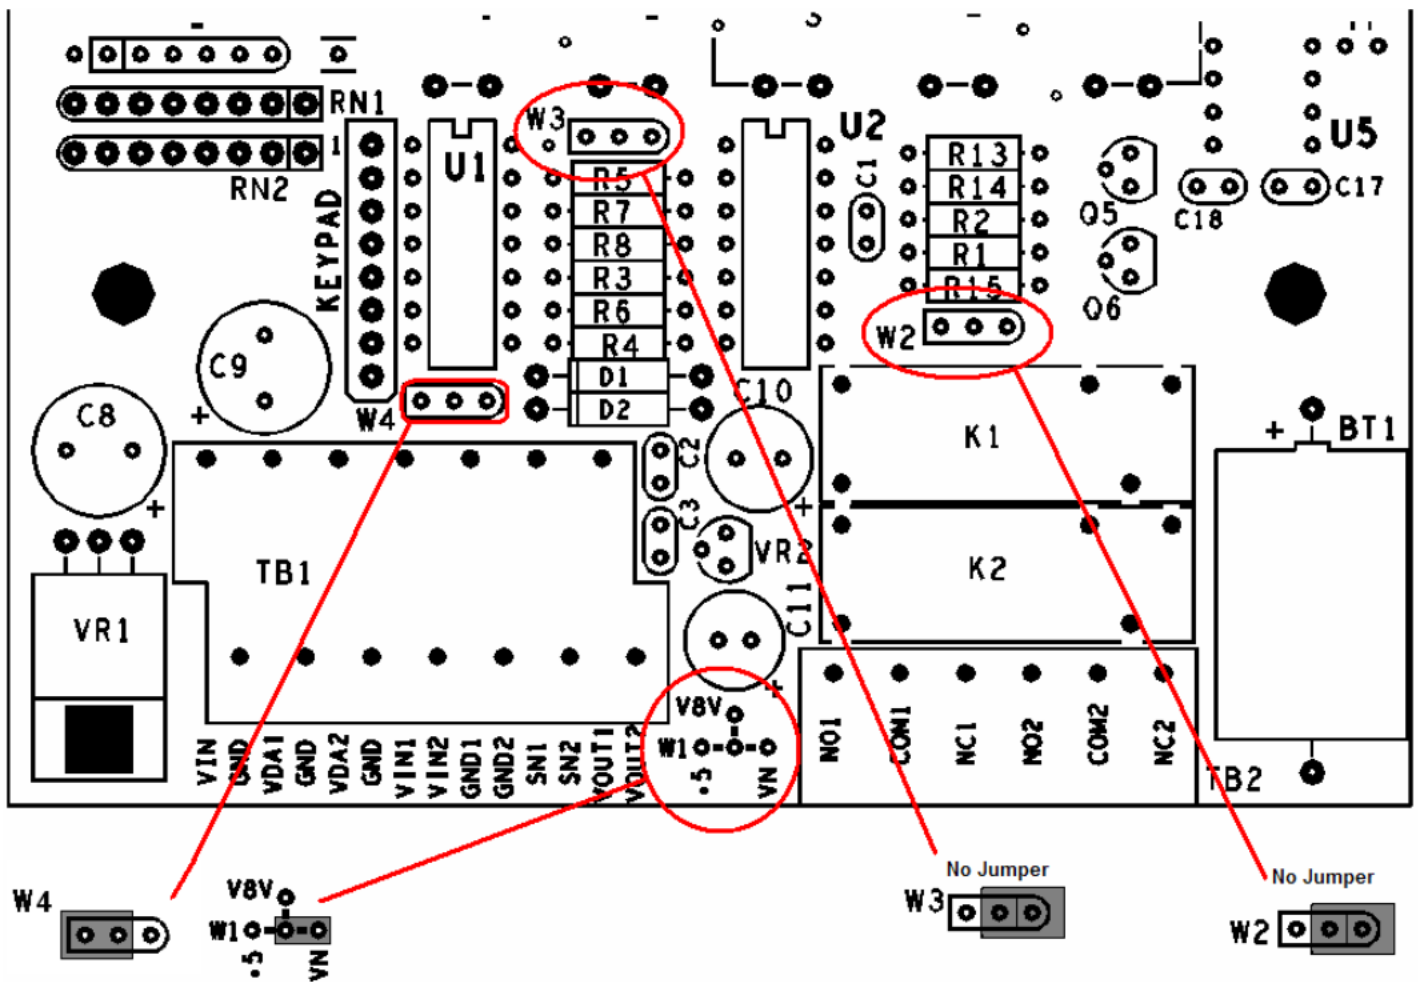 RN1
W3
U2
U5
1
U1
R13
RN2
R5
C1
R14
C17
KEYPAD
R7
R2
Q5
C18
R8
R1
R3
R15
R6
Q6
W2
C9
R4
D1
C10
C8
+
W4
D2
K1
+
BT1
C2
+
C3
+
VR2
TB1
K2
C11
VR1
+
V8V
W1
.5
VN
VIN
GND
VDA1
GND
VDA2
GND
VIN1
VIN2
GND1
GND2
SN1
SN2
VOUT1
VOUT2
NO1
COM1
NC1
NO2
COM2
NC2
TB2
No Jumper
No Jumper
W4
V8V
W1
.5
VN
W3
W2